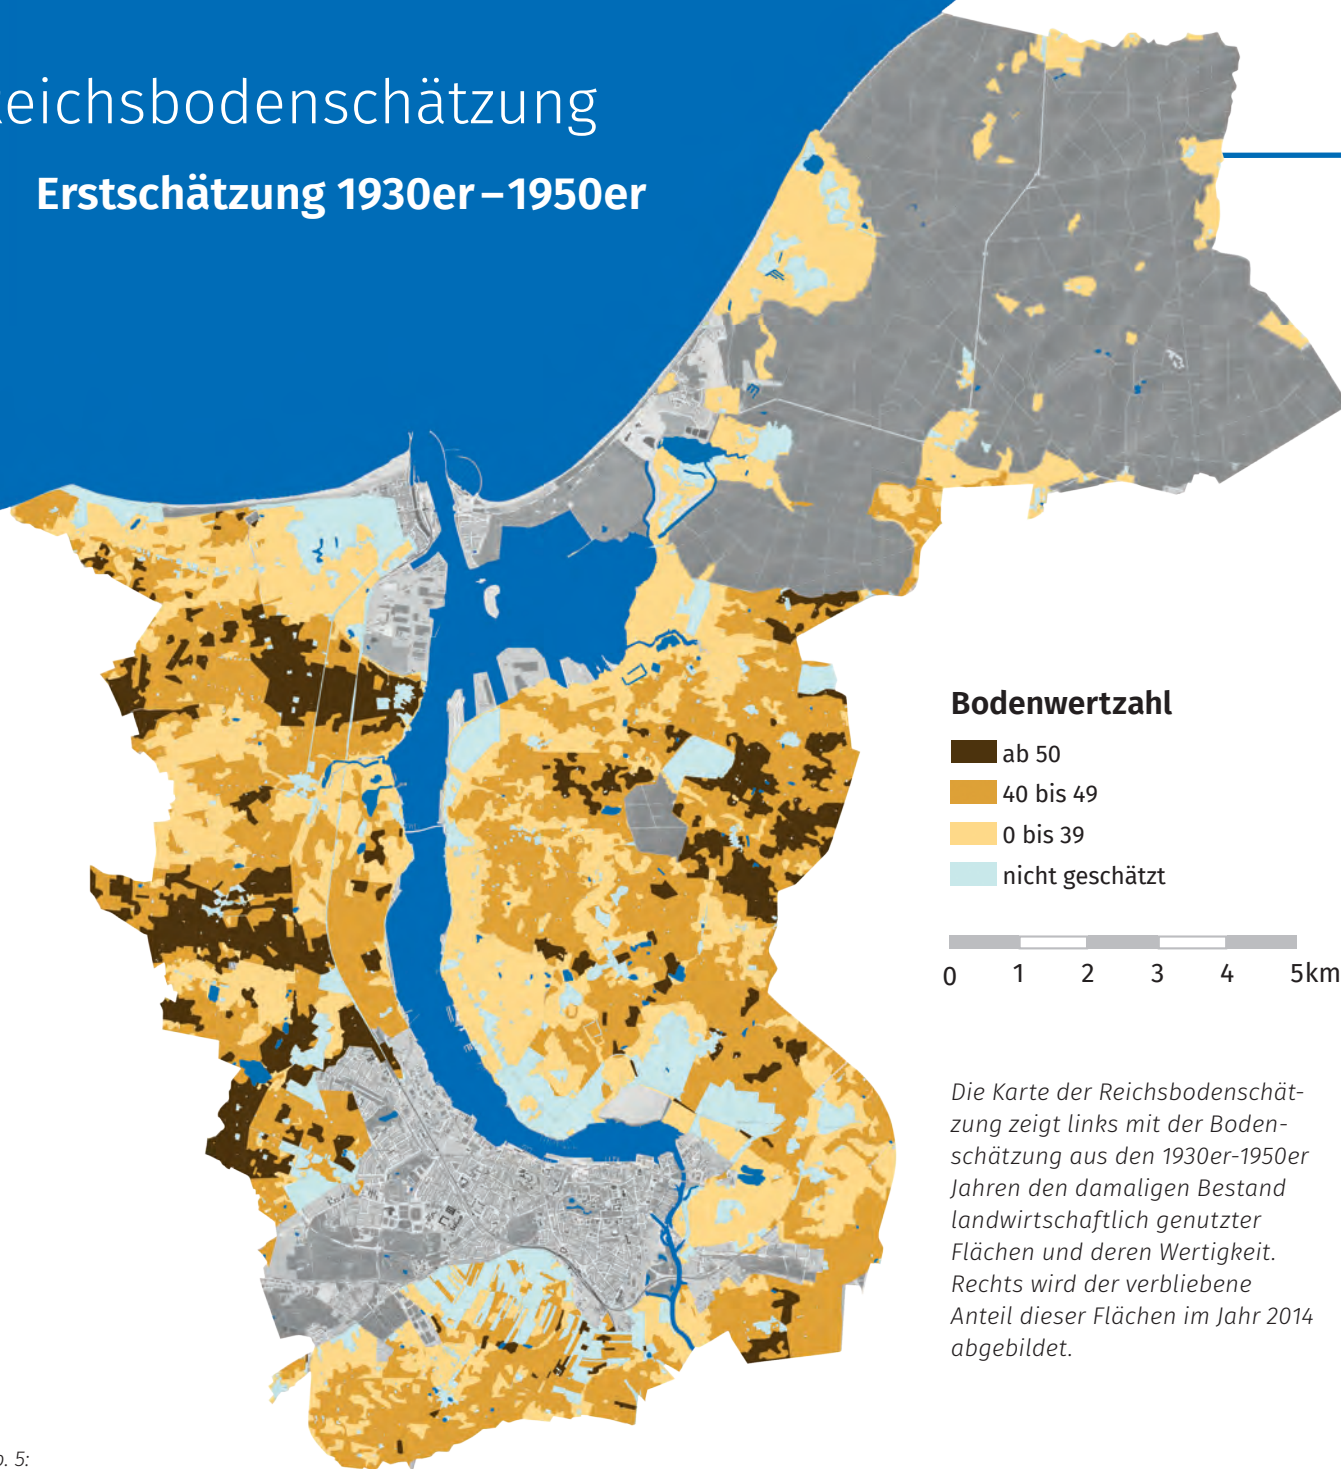 eichsbodenschätzung
Erstschätzung 1930er – 1950er
Bodenwertzahl
ab 50
40 bis 49
0 bis 39
nicht geschätzt
0 1 2 3 4 5km
Die Karte der Reichsbodenschät-
zung zeigt links mit der Boden-
schätzung aus den 1930er-1950er
Jahren den damaligen Bestand
landwirtschaftlich genutzter
Flächen und deren Wertigkeit.
Rechts wird der verbliebene
Anteil dieser Flächen im Jahr 2014
abgebildet.
. 5: